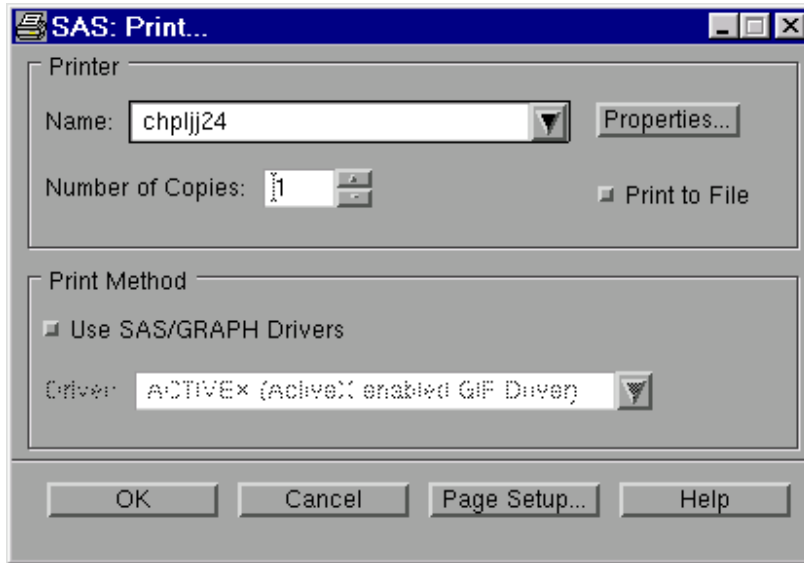 SAS: Print...
Printer
Name: chpljj24 Properties...
Number of Copies: 1 Print to File
Print Method
Use SAS/GRAPH Drivers
Driver: ACTIVEX (ActiveX enabled GIF Driver)
OK Cancel Page Setup... Help